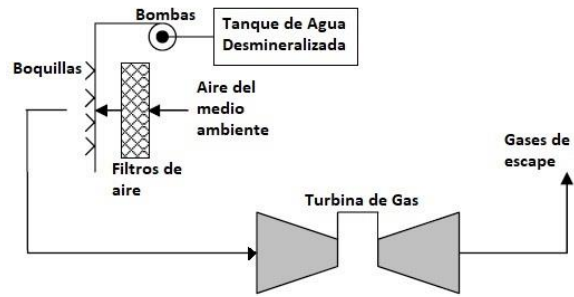 Bombas
Tanque de Agua
Desmineralizada
Boquillas
Aire del
medio
ambiente
Filtros de
aire
Gases de
escape
Turbina de Gas